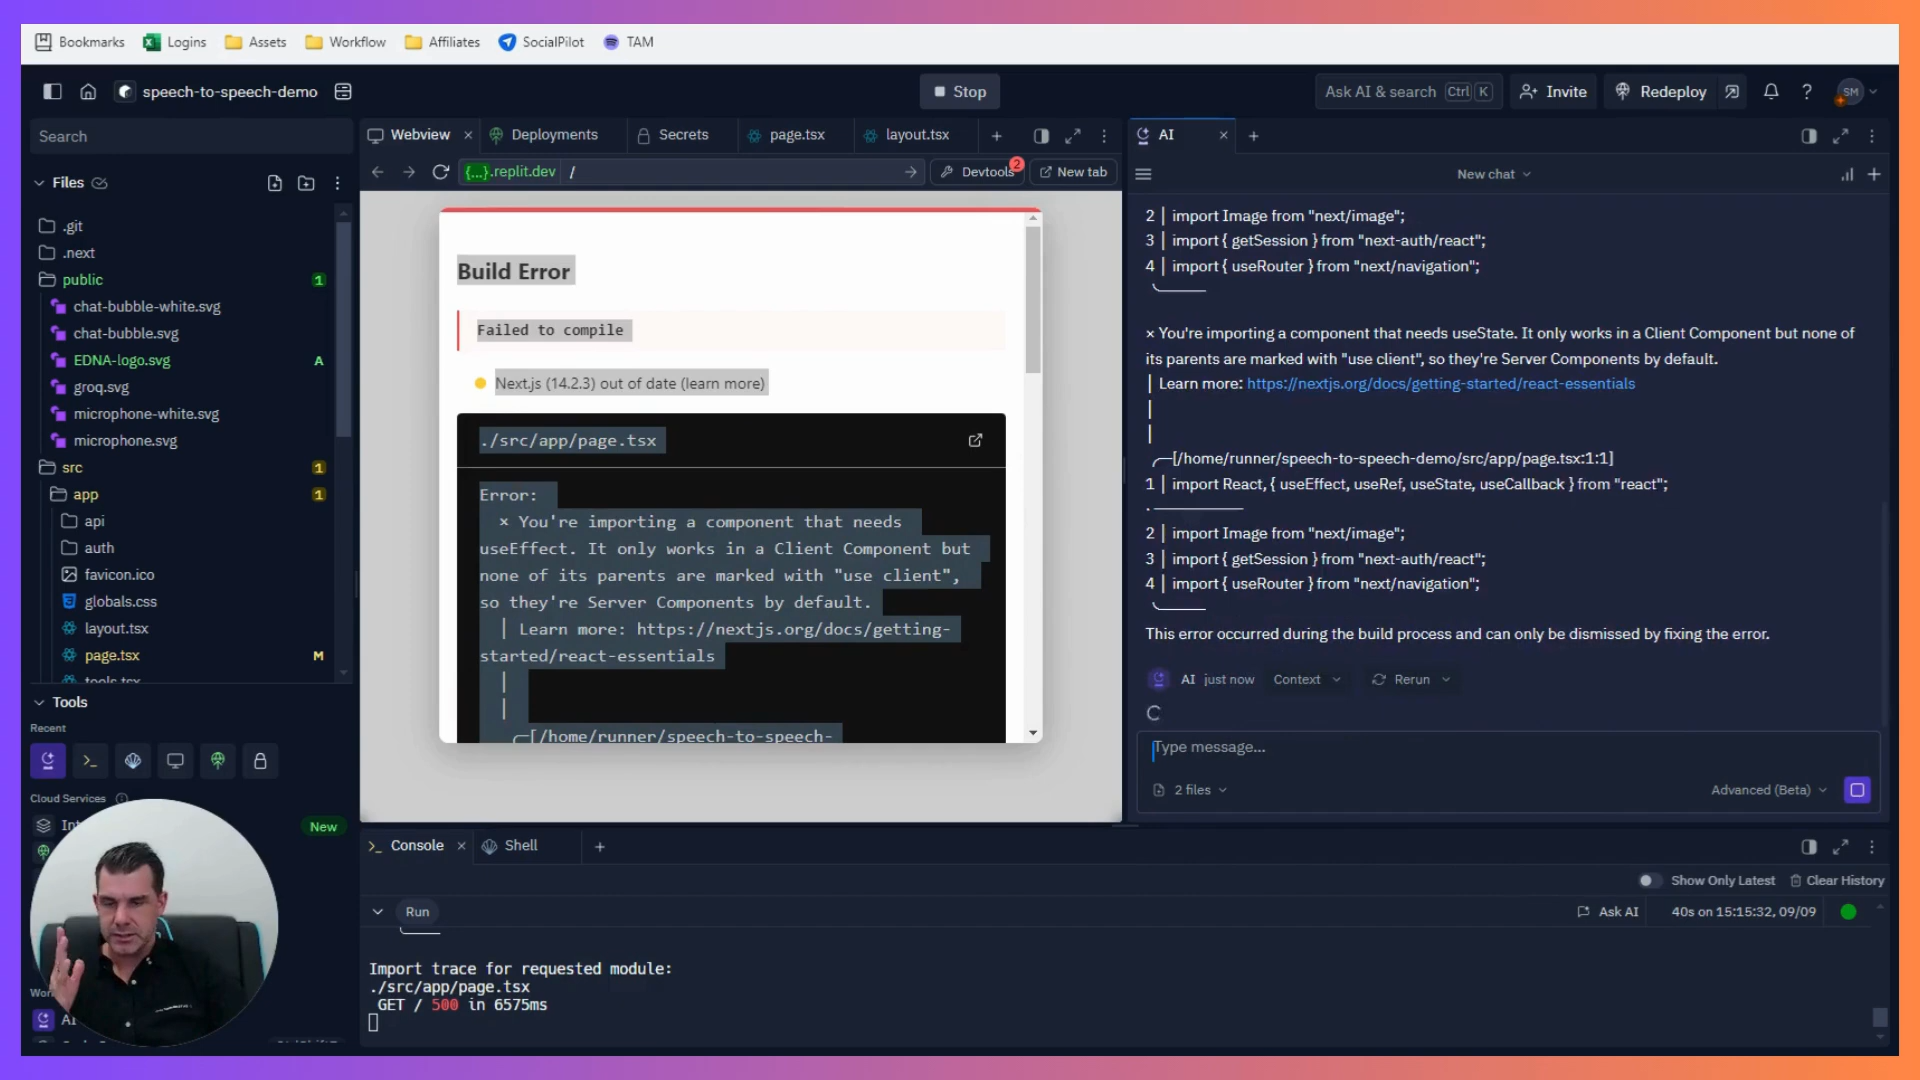 Bookmarks
Logins
Assets
Workflow
Affiliates
SocialPilot
TAM
speech-to-speech-demo
Stop
Ask AI & search Ctrl K
Invite
Redeploy
SM
Search
Files
.git
.next
public 1
chat-bubble-white.svg
chat-bubble.svg
EDNA-logo.svg A
groq.svg
microphone-white.svg
microphone.svg
src 1
app 1
api
auth
favicon.ico
globals.css
layout.tsx
page.tsx M
tools.tsx
Tools
Recent
Cloud Services
New
Webview
Deployments
Secrets
page.tsx
layout.tsx
{...}.replit.dev /
Devtools 2
New tab
Build Error
Failed to compile
Next.js (14.2.3) out of date (learn more)
./src/app/page.tsx
Error:
× You're importing a component that needs
useEffect. It only works in a Client Component but
none of its parents are marked with "use client",
so they're Server Components by default.
| Learn more: https://nextjs.org/docs/getting-
started/react-essentials
|
|
╭─[/home/runner/speech-to-speech-
AI
New chat
2 | import Image from "next/image";
3 | import { getSession } from "next-auth/react";
4 | import { useRouter } from "next/navigation";
╰────
× You're importing a component that needs useState. It only works in a Client Component but none of
its parents are marked with "use client", so they're Server Components by default.
| Learn more: https://nextjs.org/docs/getting-started/react-essentials
|
|
╭─[/home/runner/speech-to-speech-demo/src/app/page.tsx:1:1]
1 | import React, { useEffect, useRef, useState, useCallback } from "react";
. ────────
2 | import Image from "next/image";
3 | import { getSession } from "next-auth/react";
4 | import { useRouter } from "next/navigation";
╰────
This error occurred during the build process and can only be dismissed by fixing the error.
AI just now Context Rerun
Type message...
2 files
Advanced (Beta)
Console
Shell
Show Only Latest
Clear History
Run
Ask AI
40s on 15:15:32, 09/09
╰────
Import trace for requested module:
./src/app/page.tsx
GET / 500 in 6575ms